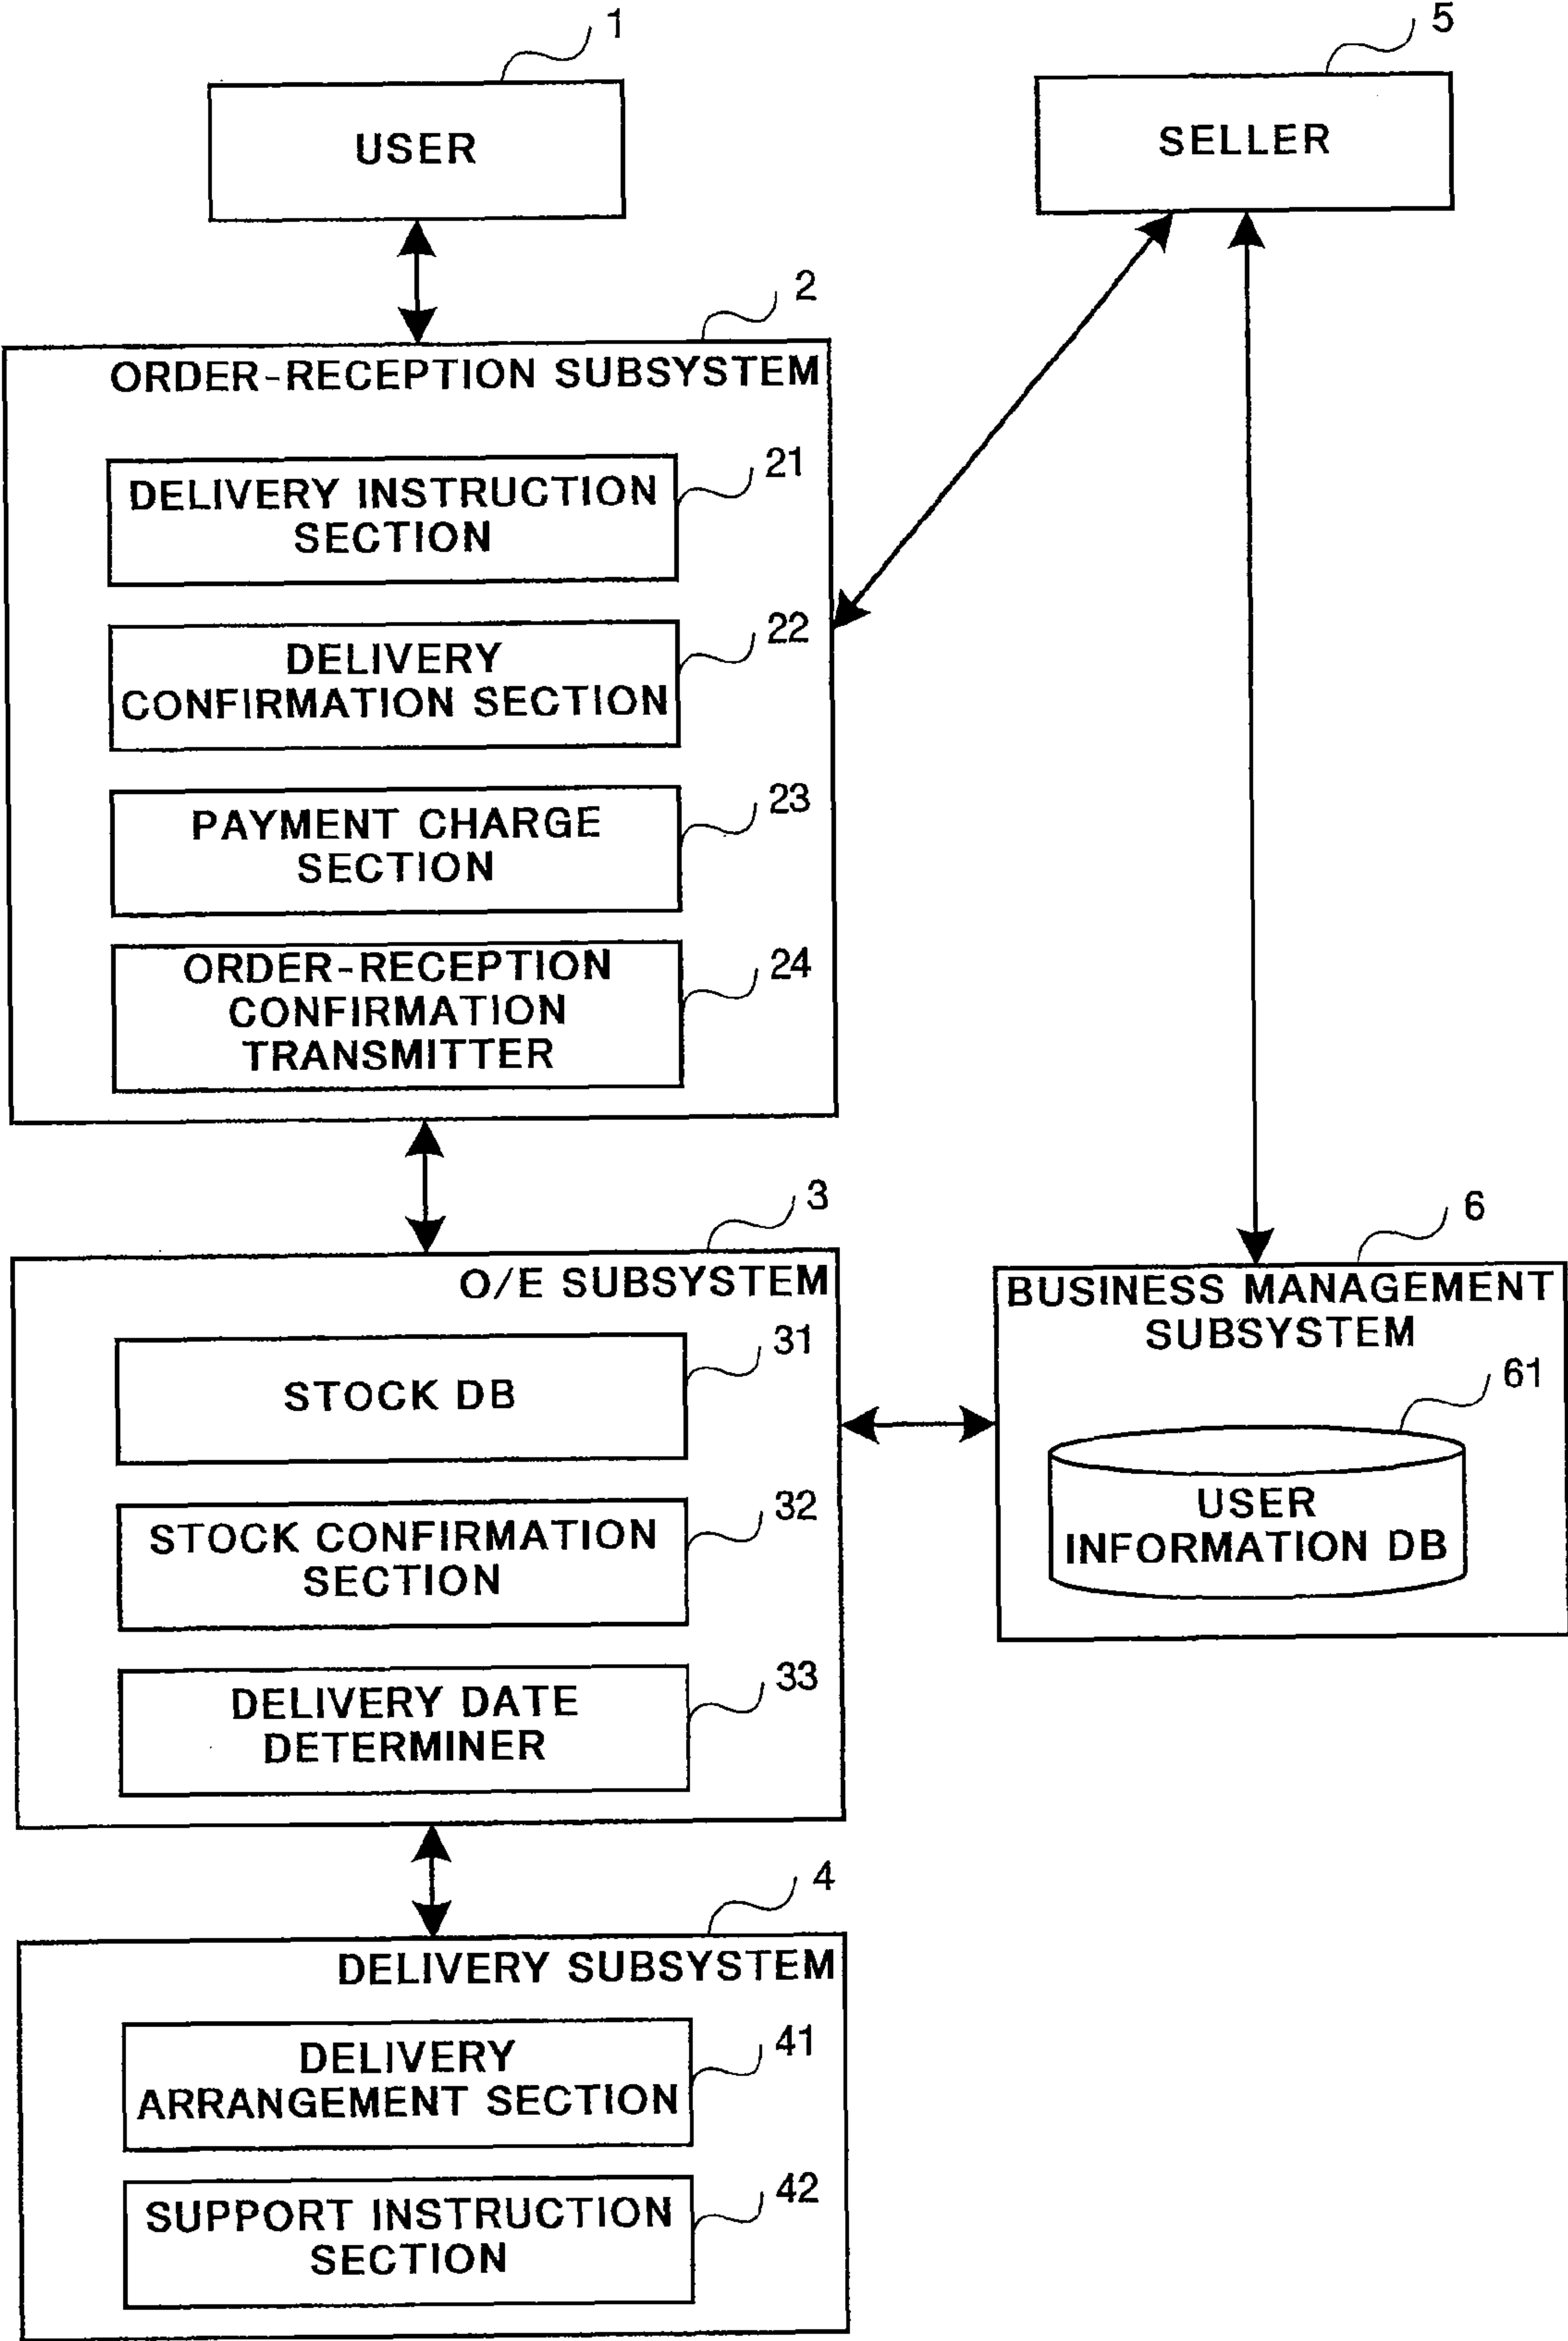 1
USER
5
SELLER
2
ORDER-RECEPTION SUBSYSTEM
21
DELIVERY INSTRUCTION
SECTION
22
DELIVERY
CONFIRMATION SECTION
23
PAYMENT CHARGE
SECTION
24
ORDER-RECEPTION
CONFIRMATION
TRANSMITTER
3
O/E SUBSYSTEM
31
STOCK DB
32
STOCK CONFIRMATION
SECTION
33
DELIVERY DATE
DETERMINER
6
BUSINESS MANAGEMENT
SUBSYSTEM
61
USER
INFORMATION DB
4
DELIVERY SUBSYSTEM
41
DELIVERY
ARRANGEMENT SECTION
42
SUPPORT INSTRUCTION
SECTION